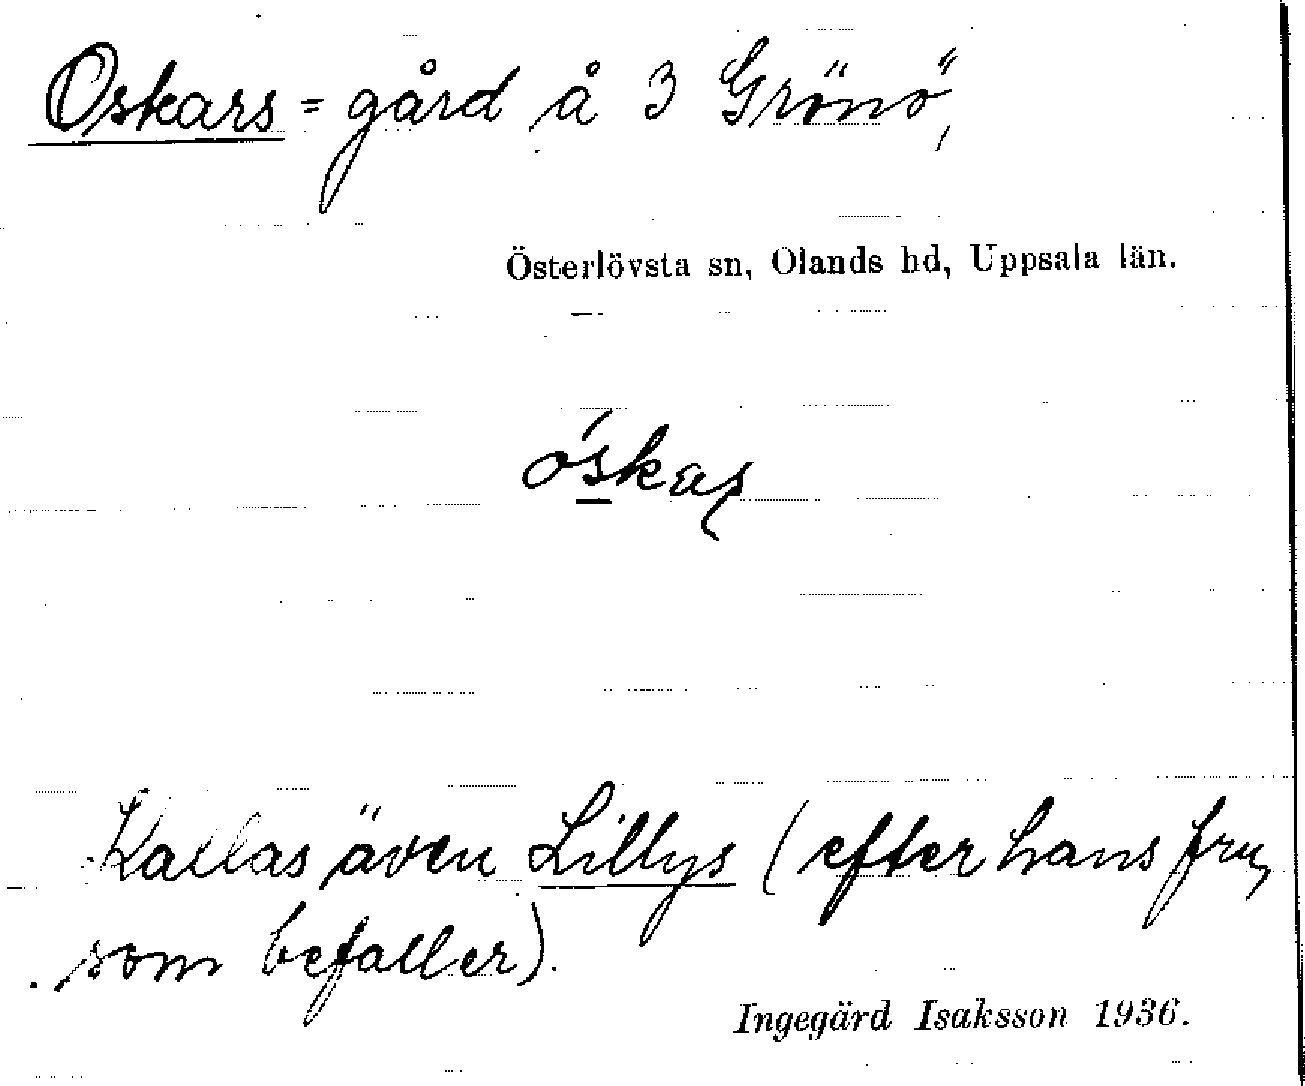 Oskars = gård å 3 Grönö,
Österlövsta sn, Olands hd, Uppsala län.
óskaʂ
Kallas även Lillys (efter hans fru,
som befaller).
Ingegärd Isaksson 1936.